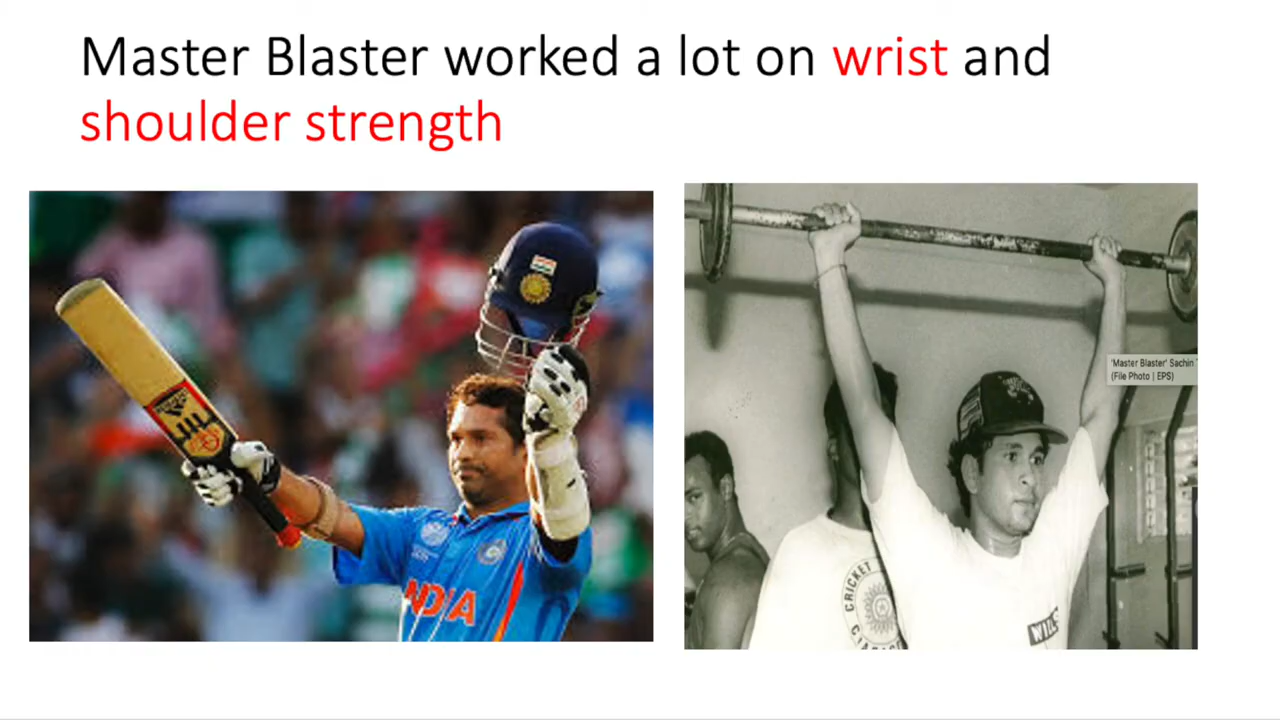 Master Blaster worked a lot on wrist and
shoulder strength
INDIA
'Master Blaster' Sachin
(File Photo | EPS)
CRICKET